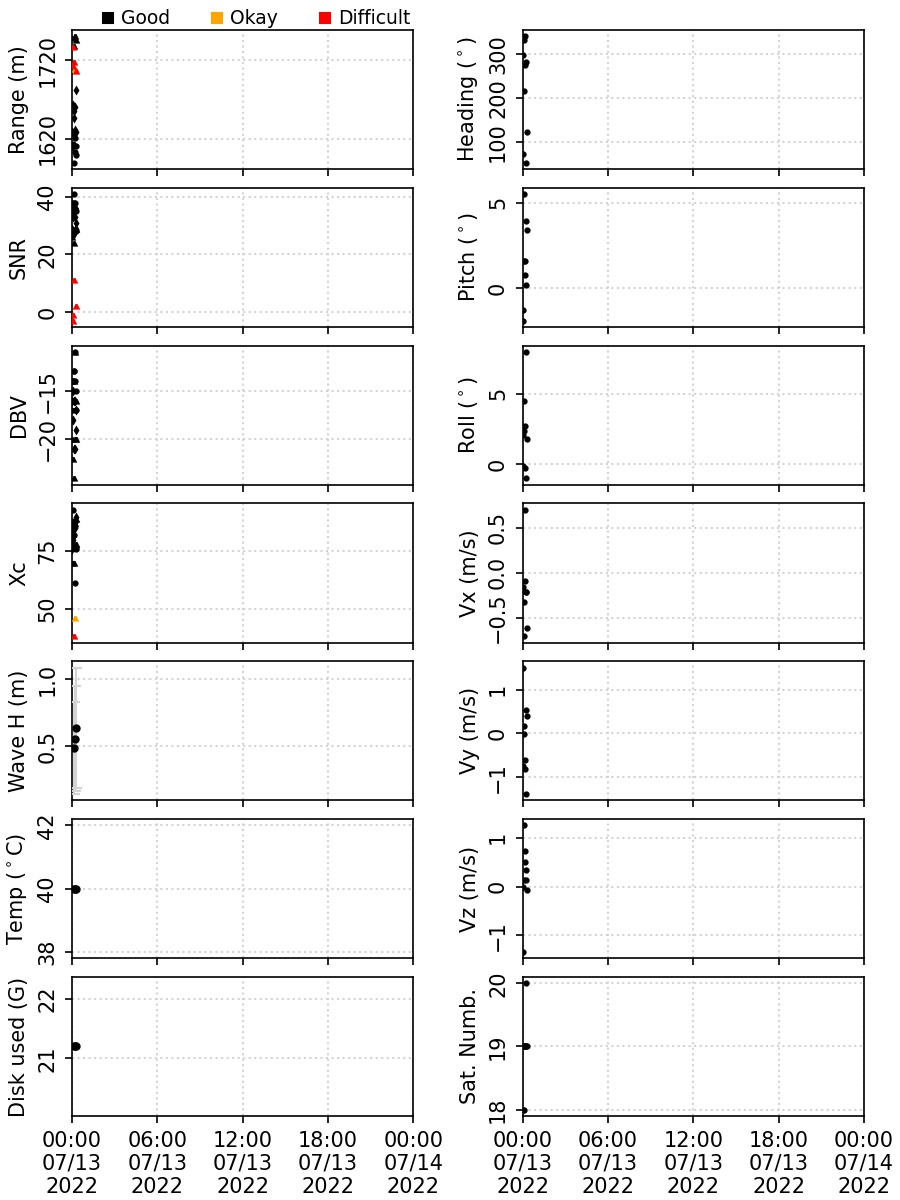 Good Okay Difficult
Range (m) 1720 1620
Heading (°) 300 200 100
SNR 40 20 0
Pitch (°) 5 0
DBV −15 −20
Roll (°) 5 0
Xc 75 50
Vx (m/s) 0.5 0.0 −0.5
Wave H (m) 1.0 0.5
Vy (m/s) 1 0 −1
Temp (°C) 42 40 38
Vz (m/s) 1 0 −1
Disk used (G) 22 21
Sat. Numb. 20 19 18
00:00 06:00 12:00 18:00 00:00 00:00 06:00 12:00 18:00 00:00
07/13 07/13 07/13 07/13 07/14 07/13 07/13 07/13 07/13 07/14
2022 2022 2022 2022 2022 2022 2022 2022 2022 2022